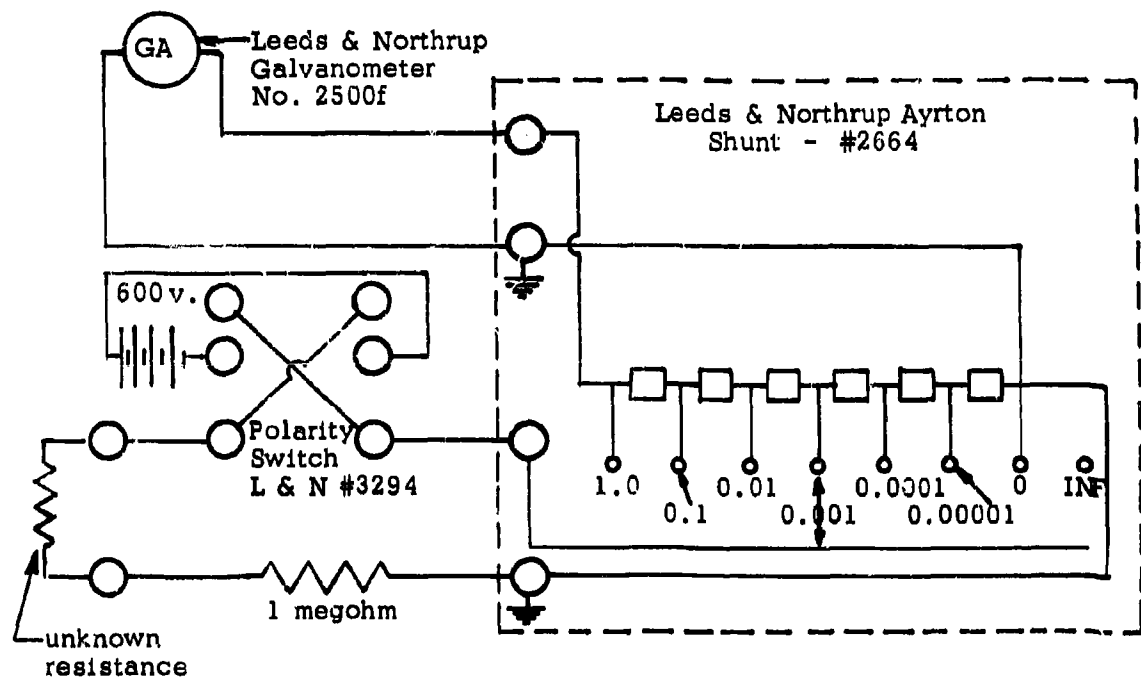 GA
Leeds & Northrup
Galvanometer
No. 2500f
Leeds & Northrup Ayrton
Shunt - #2664
600 v.
Polarity
Switch
L & N #3294
1.0
0.1
0.01
0.001
0.0001
0.00001
0
INF
1 megohm
unknown
resistance